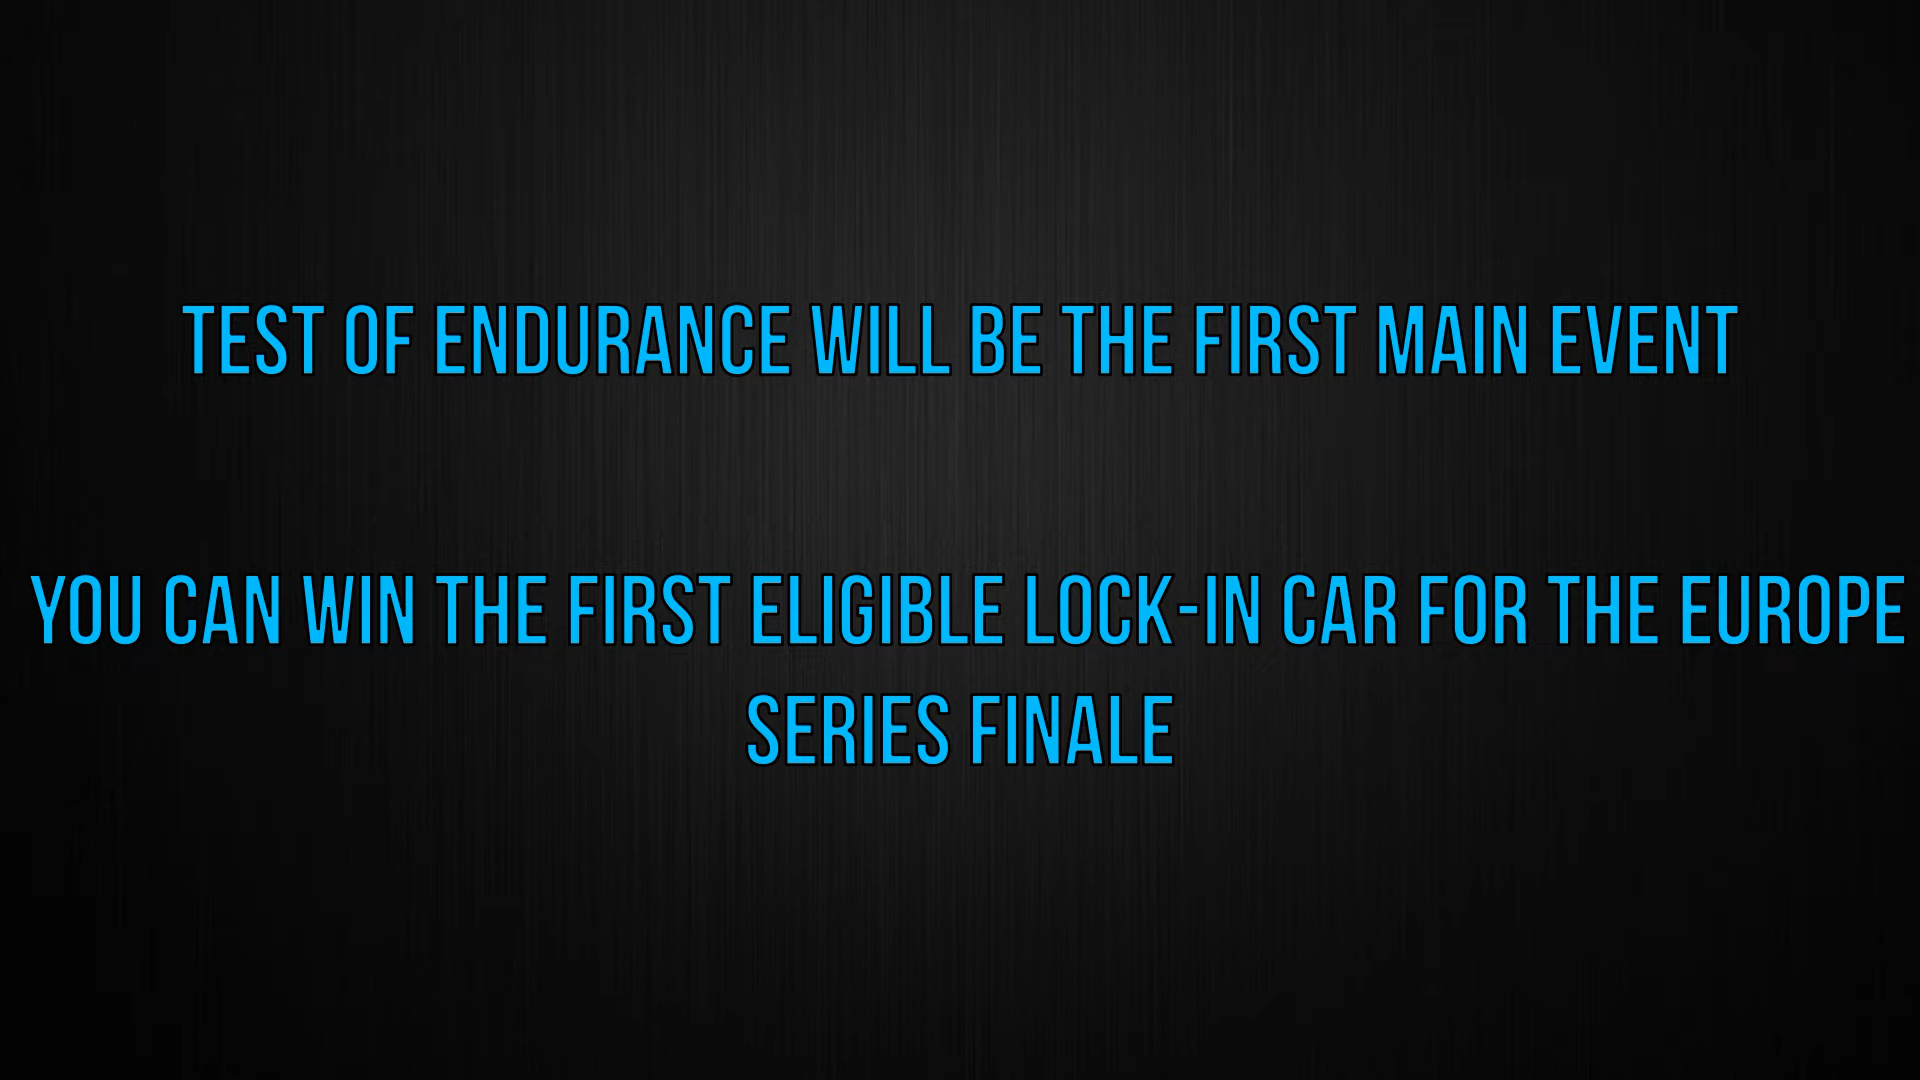 TEST OF ENDURANCE WILL BE THE FIRST MAIN EVENT
YOU CAN WIN THE FIRST ELIGIBLE LOCK-IN CAR FOR THE EUROPE
SERIES FINALE